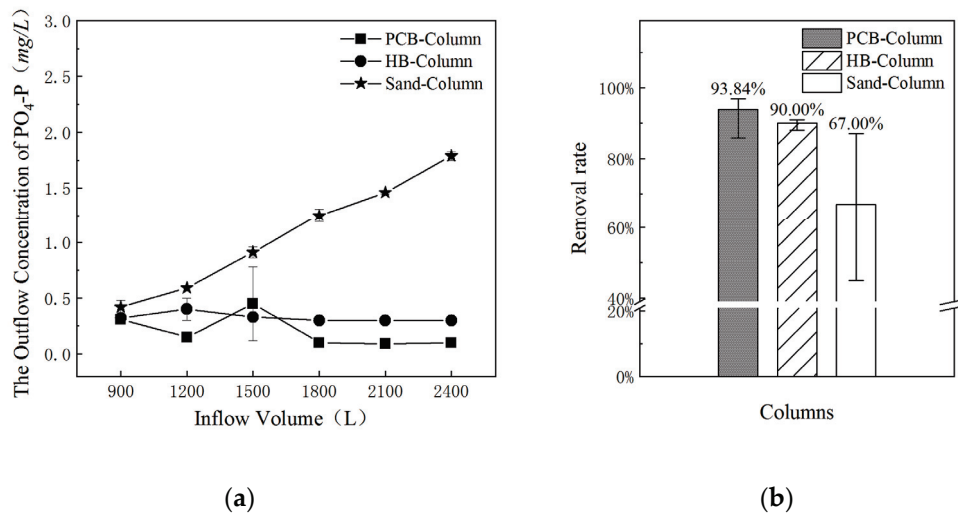 The Outflow Concentration of PO4-P（mg/L）
3.0
2.5
2.0
1.5
1.0
0.5
0.0
PCB-Column
HB-Column
Sand-Column
900 1200 1500 1800 2100 2400
Inflow Volume（L）
(a)
Removal rate
100%
80%
60%
40%
20%
0%
PCB-Column
HB-Column
Sand-Column
93.84%
90.00%
67.00%
Columns
(b)